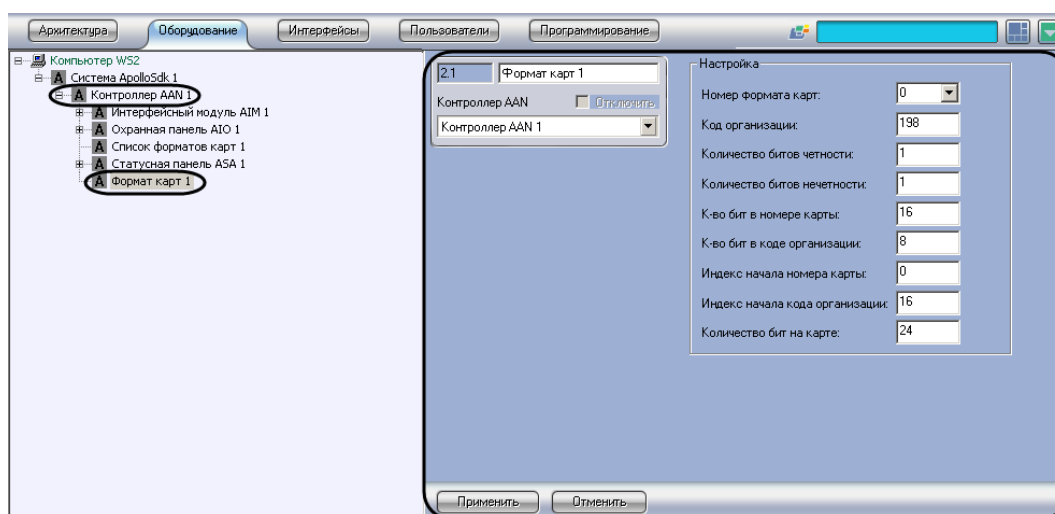 Архитектура Оборудование Интерфейсы Пользователи Программирование
Компьютер WS2
Система ApolloSdk 1
Контроллер AAN 1
Интерфейсный модуль AIM 1
Охранная панель AIO 1
Список форматов карт 1
Статусная панель ASA 1
Формат карт 1
2.1 Формат карт 1
Контроллер AAN Отключить
Контроллер AAN 1
Настройка
Номер формата карт: 0
Код организации: 198
Количество битов четности: 1
Количество битов нечетности: 1
К-во бит в номере карты: 16
К-во бит в коде организации: 8
Индекс начала номера карты: 0
Индекс начала кода организации: 16
Количество бит на карте: 24
Применить Отменить